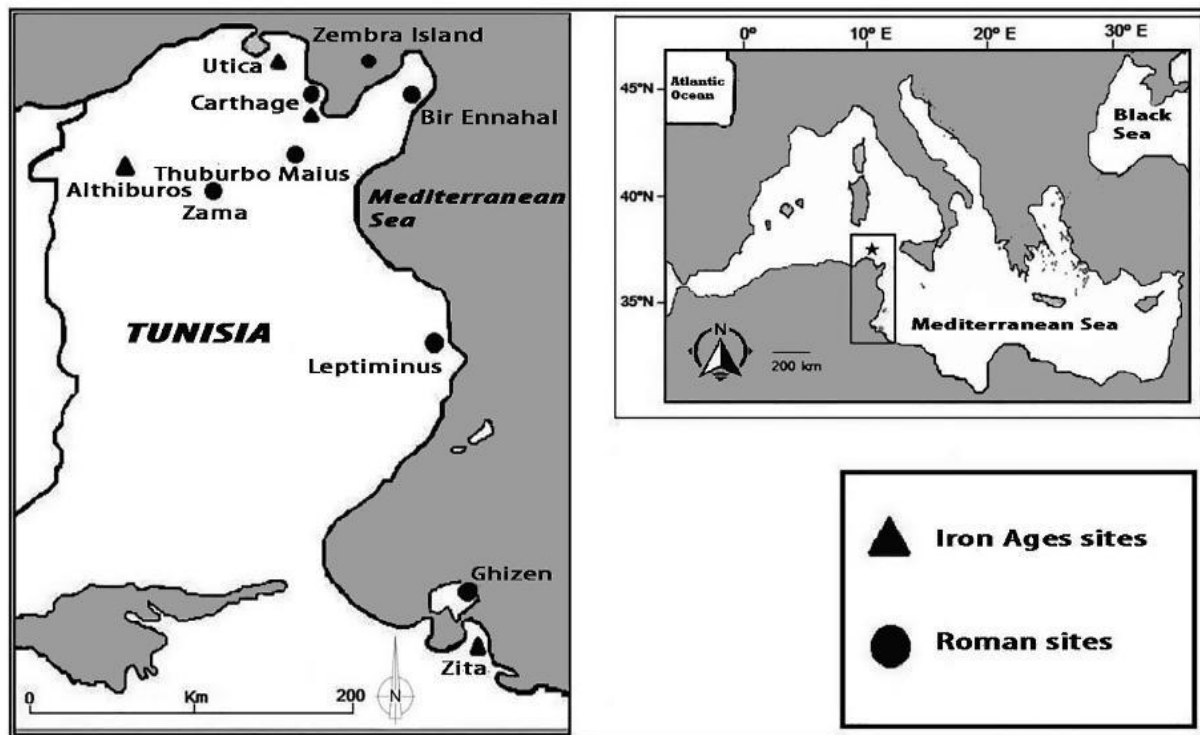 Zembra Island
Utica
Carthage
Bir Ennahal
Thuburbo Maius
Althiburos
Zama
Mediterranean
Sea
TUNISIA
Leptiminus
Ghizen
Zita
0 Km 200
N
0° 10° E 20° E 30° E
45°N
40°N
35°N
Atlantic
Ocean
Black
Sea
Mediterranean Sea
N
200 km
Iron Ages sites
Roman sites